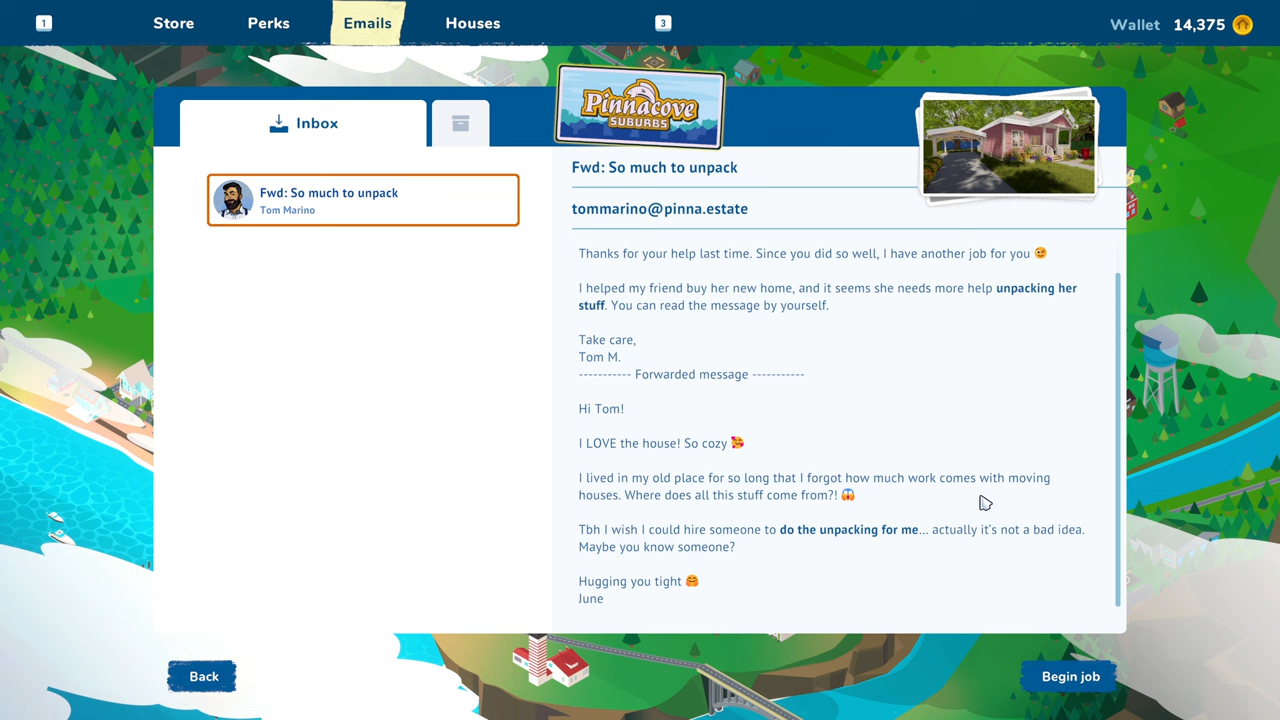 1
Store
Perks
Emails
Houses
3
Wallet 14,375
Inbox
Pinnacove
SUBURBS
Fwd: So much to unpack
Tom Marino
Fwd: So much to unpack
tommarino@pinna.estate
Thanks for your help last time. Since you did so well, I have another job for you 😉
I helped my friend buy her new home, and it seems she needs more help unpacking her
stuff. You can read the message by yourself.
Take care,
Tom M.
----------- Forwarded message -----------
Hi Tom!
I LOVE the house! So cozy 🥰
I lived in my old place for so long that I forgot how much work comes with moving
houses. Where does all this stuff come from?! 😱
Tbh I wish I could hire someone to do the unpacking for me... actually it's not a bad idea.
Maybe you know someone?
Hugging you tight 🤗
June
Back
Begin job